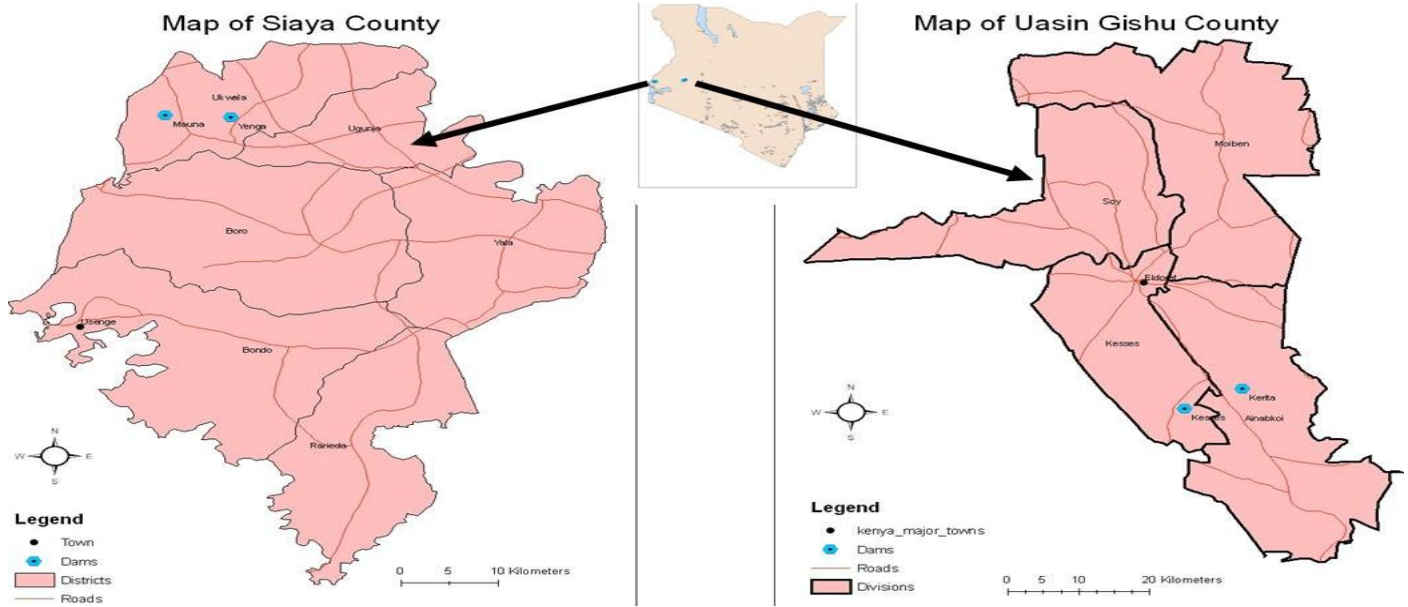 Map of Siaya County
Map of Uasin Gishu County
Ukwala
Mauna
Yenga
Ugunja
Boro
Yala
Usenge
Bondo
Rarieda
N
W
E
S
Legend
Town
Dams
Districts
Roads
0 5 10 Kilometers
Moiben
Soy
Eldoret
Kesses
Kerita
Kesses
Ainabkoi
N
W
E
S
Legend
kenya_major_towns
Dams
Roads
Divisions
0 5 10 20 Kilometers